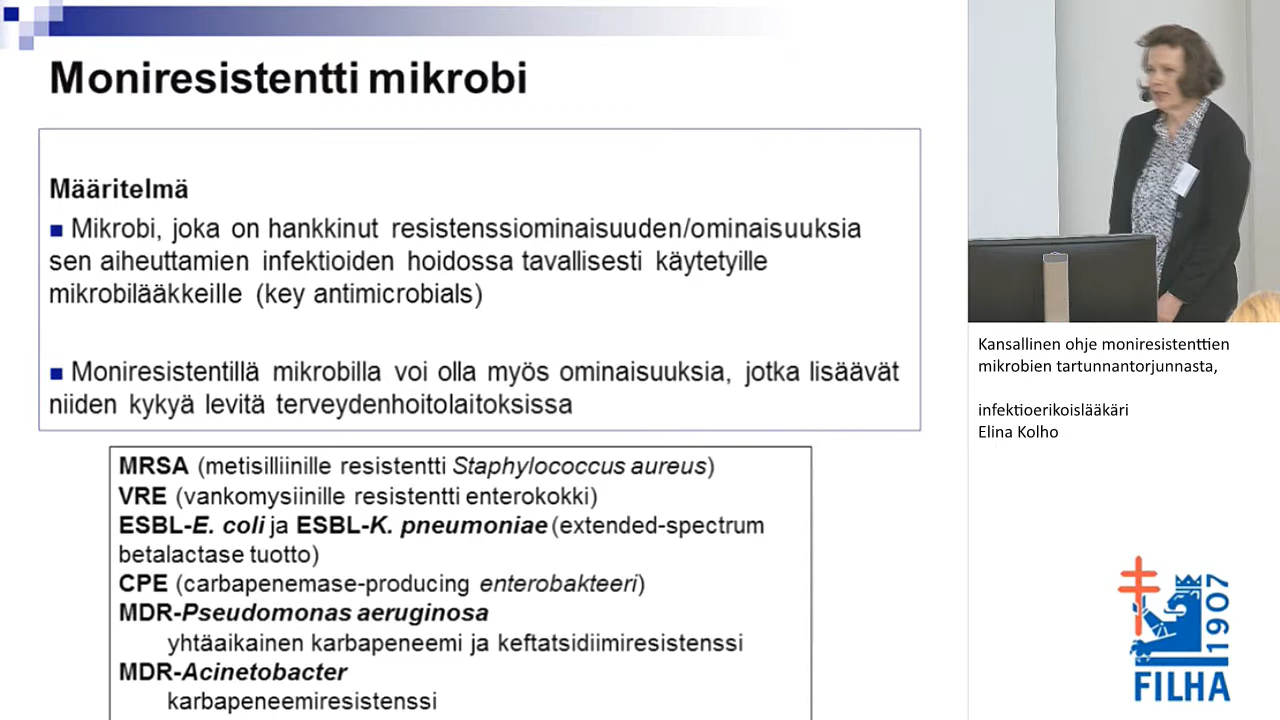 Moniresistentti mikrobi
Määritelmä
Mikrobi, joka on hankkinut resistenssiominaisuuden/ominaisuuksia
sen aiheuttamien infektioiden hoidossa tavallisesti käytetyille
mikrobilääkkeille (key antimicrobials)
Moniresistentillä mikrobilla voi olla myös ominaisuuksia, jotka lisäävät
niiden kykyä levitä terveydenhoitolaitoksissa
MRSA (metisilliinille resistentti Staphylococcus aureus)
VRE (vankomysiinille resistentti enterokokki)
ESBL-E. coli ja ESBL-K. pneumoniae (extended-spectrum
betalactase tuotto)
CPE (carbapenemase-producing enterobakteeri)
MDR-Pseudomonas aeruginosa
yhtäaikainen karbapeneemi ja keftatsidiimiresistenssi
MDR-Acinetobacter
karbapeneemiresistenssi
Kansallinen ohje moniresistenttien
mikrobien tartunnantorjunnasta,
infektioerikoislääkäri
Elina Kolho
1907
FILHA